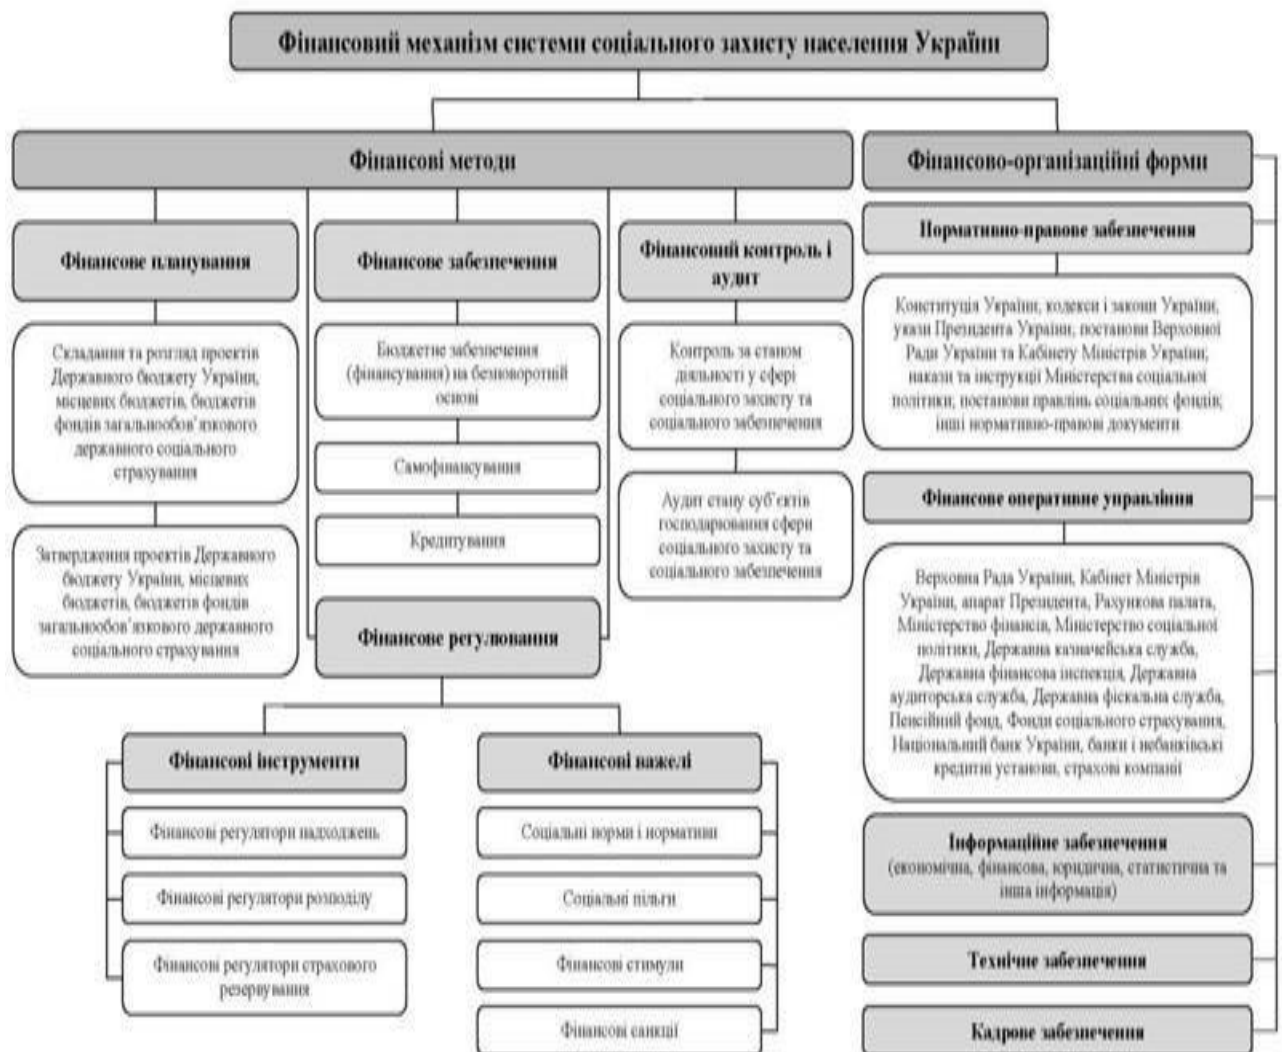 Фінансовий механізм системи соціального захисту населення України
Фінансові методи
Фінансове планування
Складання та розгляд проектів
Державного бюджету України,
місцевих бюджетів, бюджетів
фондів загальнообов’язкового
державного соціального
страхування
Затвердження проектів Державного
бюджету України, місцевих
бюджетів, бюджетів фондів
загальнообов’язкового державного
соціального страхування
Фінансове забезпечення
Бюджетне забезпечення
(фінансування) на безповоротній
основі
Самофінансування
Кредитування
Фінансовий контроль і
аудит
Контроль за станом
діяльності у сфері
соціального захисту та
соціального забезпечення
Аудит стану суб’єктів
господарювання сфери
соціального захисту та
соціального забезпечення
Фінансове регулювання
Фінансові інструменти
Фінансові регулятори надходжень
Фінансові регулятори розподілу
Фінансові регулятори страхового
резервування
Фінансові важелі
Соціальні норми і нормативи
Соціальні пільги
Фінансові стимули
Фінансові санкції
Фінансово-організаційні форми
Нормативно-правове забезпечення
Конституція України, кодекси і закони України,
укази Президента України; постанови Верховної
Ради України та Кабінету Міністрів України;
накази та інструкції Міністерства соціальної
політики; постанови правлінь соціальних фондів;
інші нормативно-правові документи
Фінансове оперативне управління
Верховна Рада України, Кабінет Міністрів
України, апарат Президента, Рахункова палата,
Міністерство фінансів, Міністерство соціальної
політики, Державна казначейська служба,
Державна фінансова інспекція, Державна
аудиторська служба, Державна фіскальна служба,
Пенсійний фонд, Фонди соціального страхування,
Національний банк України, банки і небанківські
кредитні установи, страхові компанії
Інформаційне забезпечення
(економічна, фінансова, юридична, статистична та
інша інформація)
Технічне забезпечення
Кадрове забезпечення